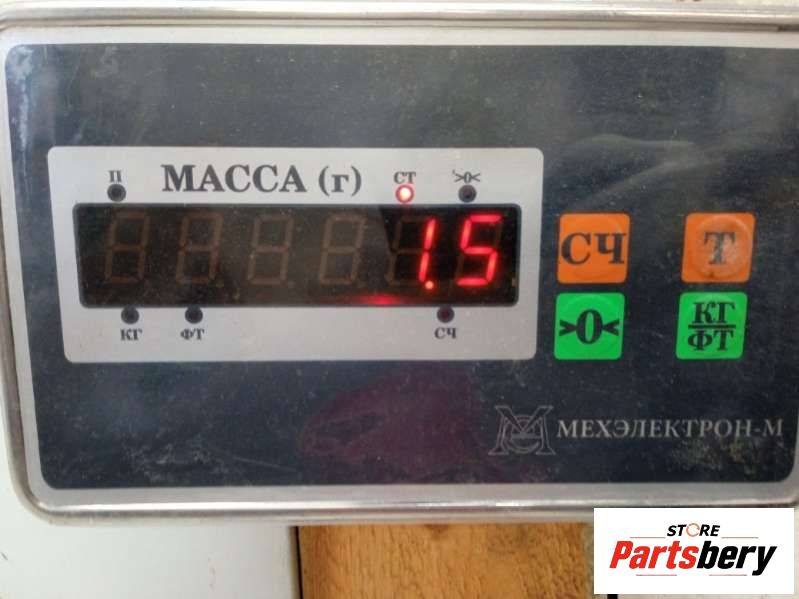 П МАССА (г) СТ >0<
1.5
КГ ФТ СЧ
СЧ Т
>0< КГ/ФТ
МЕХЭЛЕКТРОН-М
STORE
Partsbery